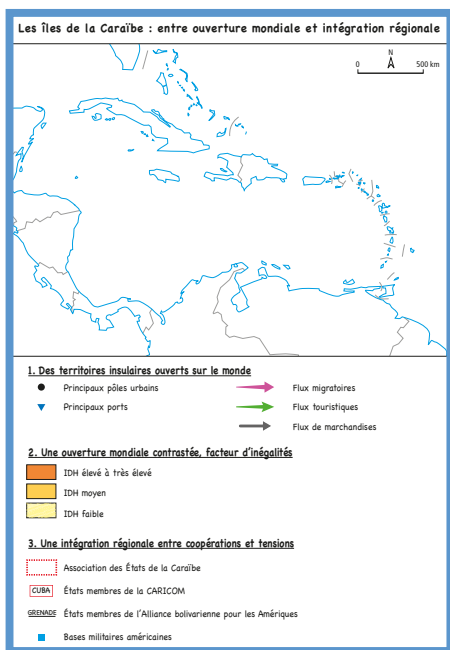 Les îles de la Caraïbe : entre ouverture mondiale et intégration régionale
N
0 500 km
1. Des territoires insulaires ouverts sur le monde
Principaux pôles urbains
Flux migratoires
Principaux ports
Flux touristiques
Flux de marchandises
2. Une ouverture mondiale contrastée, facteur d'inégalités
IDH élevé à très élevé
IDH moyen
IDH faible
3. Une intégration régionale entre coopérations et tensions
Association des États de la Caraïbe
CUBA États membres de la CARICOM
GRENADE États membres de l'Alliance bolivarienne pour les Amériques
Bases militaires américaines